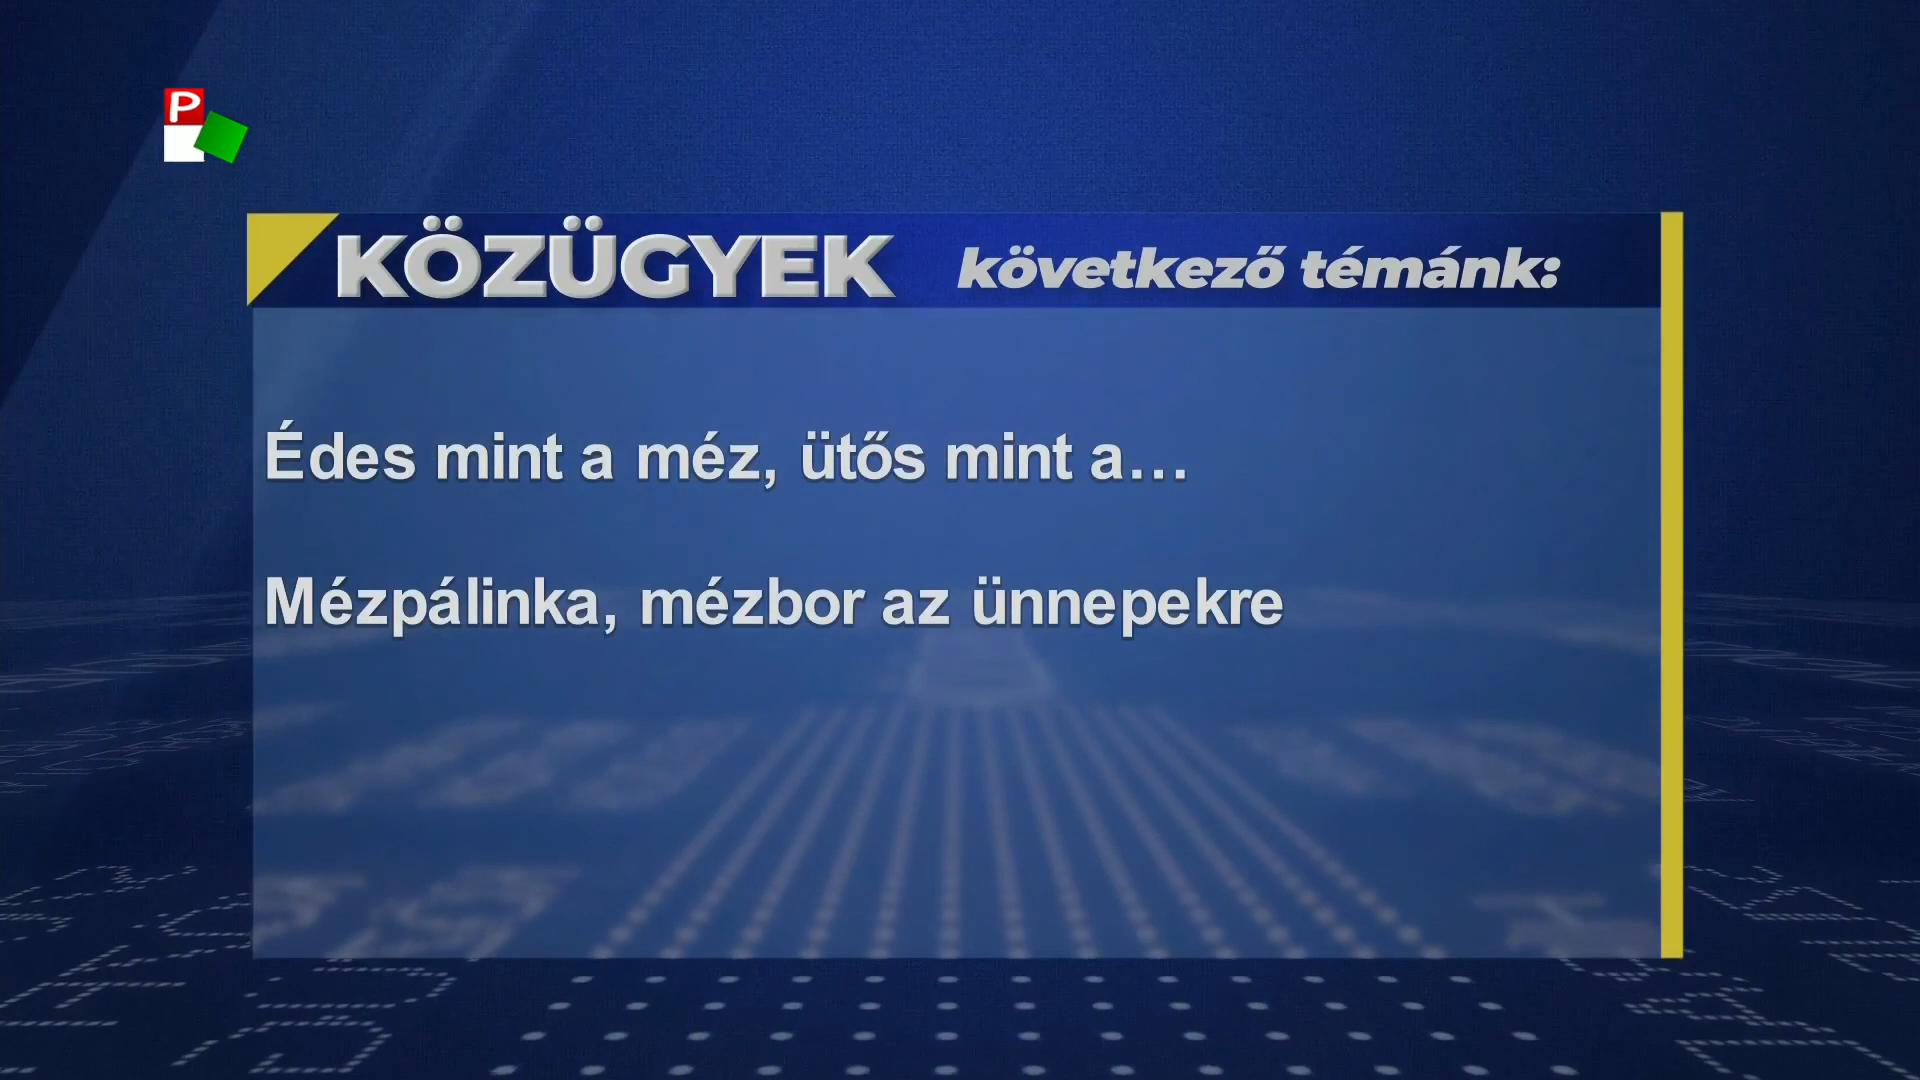 P
KÖZÜGYEK következő témánk:
Édes mint a méz, ütős mint a…
Mézpálinka, mézbor az ünnepekre